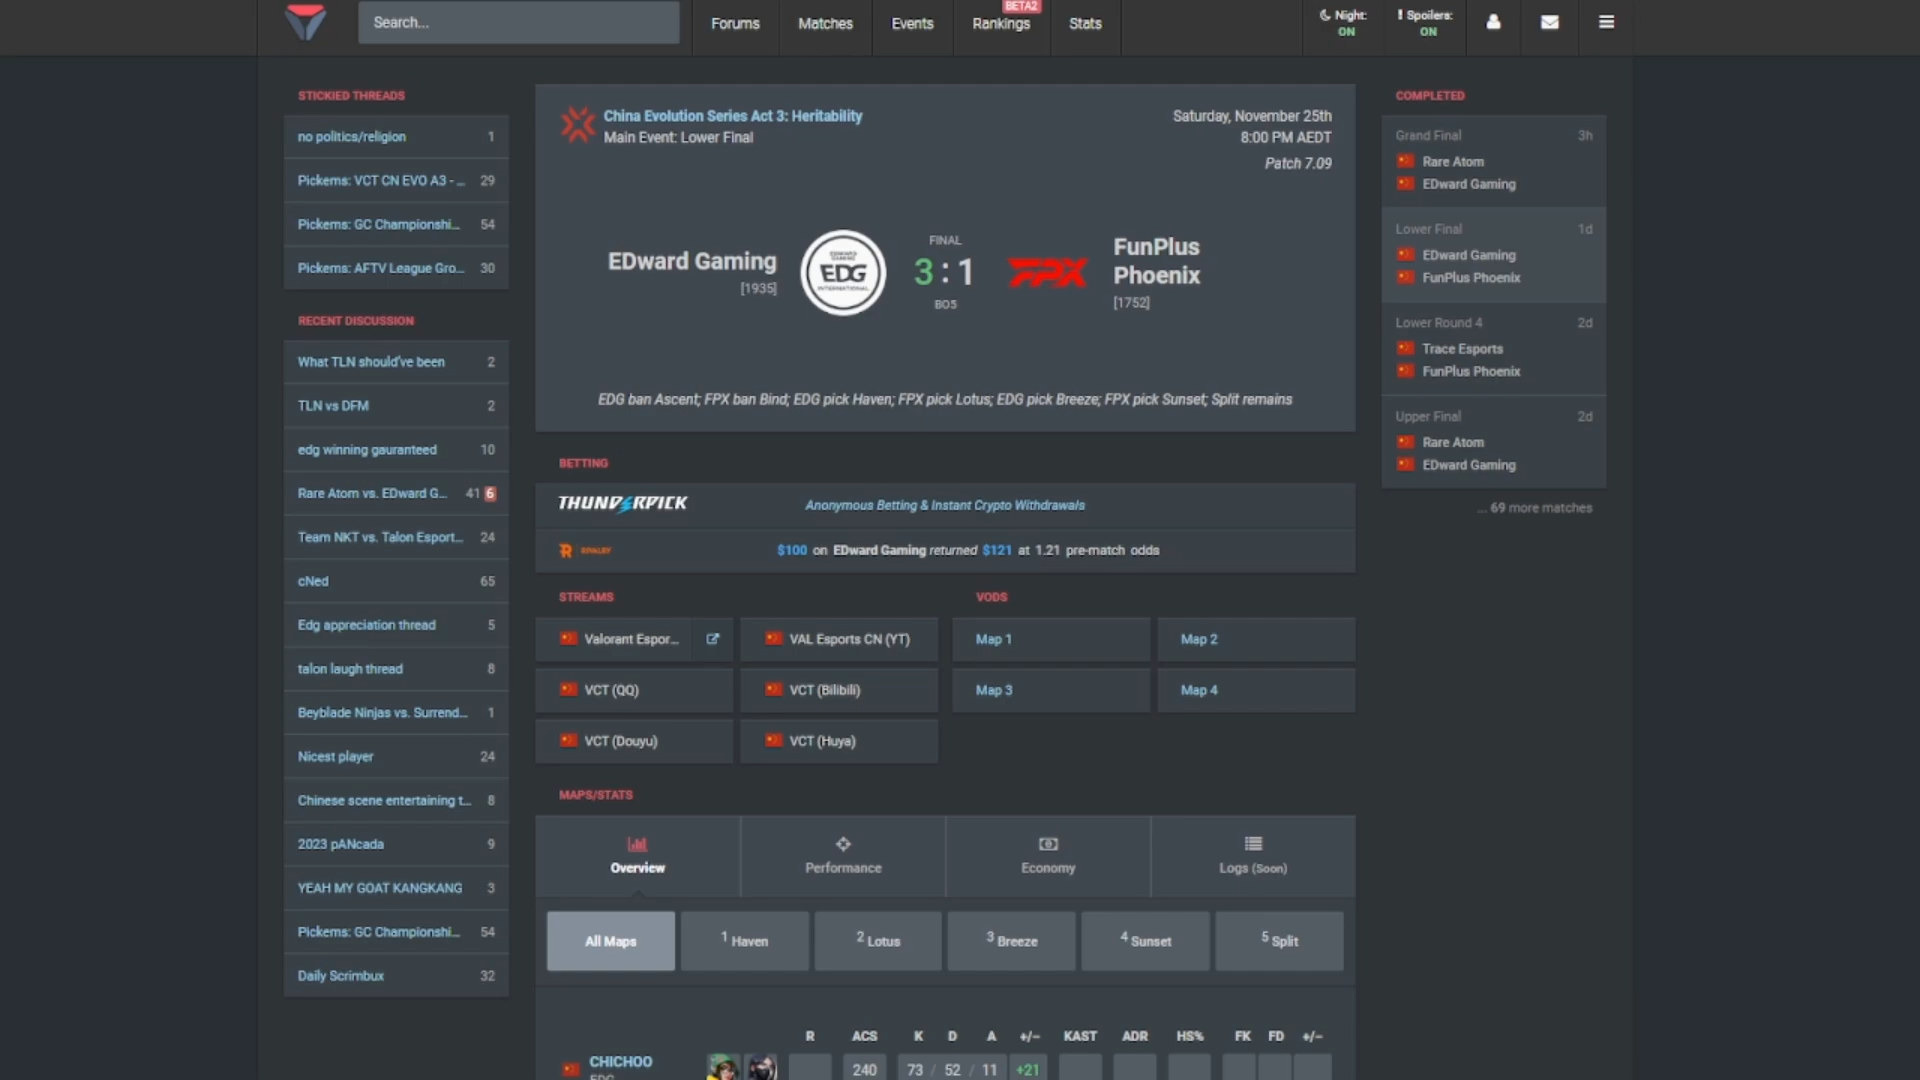 Search...
Forums
Matches
Events
BETA2
Rankings
Stats
Night:
ON
! Spoilers:
ON
STICKIED THREADS
no politics/religion 1
Pickems: VCT CN EVO A3 - ... 29
Pickems: GC Championshi... 54
Pickems: AFTV League Gro... 30
RECENT DISCUSSION
What TLN should've been 2
TLN vs DFM 2
edg winning gauranteed 10
Rare Atom vs. EDward G... 41 6
Team NKT vs. Talon Esport... 24
cNed 65
Edg appreciation thread 5
talon laugh thread 8
Beyblade Ninjas vs. Surrend... 1
Nicest player 24
Chinese scene entertaining t... 8
2023 pANcada 9
YEAH MY GOAT KANGKANG 3
Pickems: GC Championshi... 54
Daily Scrimbux 32
China Evolution Series Act 3: Heritability
Main Event: Lower Final
Saturday, November 25th
8:00 PM AEDT
Patch 7.09
EDward Gaming
[1935]
EDWARD GAMING
EDG
INTERNATIONAL
FINAL
3 : 1
BO5
FPX
FunPlus
Phoenix
[1752]
EDG ban Ascent; FPX ban Bind; EDG pick Haven; FPX pick Lotus; EDG pick Breeze; FPX pick Sunset; Split remains
BETTING
THUNDERPICK Anonymous Betting & Instant Crypto Withdrawals
RIVALRY $100 on EDward Gaming returned $121 at 1.21 pre-match odds
STREAMS
Valorant Espor...
VAL Esports CN (YT)
VCT (QQ)
VCT (Bilibili)
VCT (Douyu)
VCT (Huya)
VODS
Map 1
Map 2
Map 3
Map 4
MAPS/STATS
Overview
Performance
Economy
Logs (Soon)
All Maps
1 Haven
2 Lotus
3 Breeze
4 Sunset
5 Split
R ACS K D A +/– KAST ADR HS% FK FD +/–
CHICHOO 240 73 / 52 / 11 +21
EDG
COMPLETED
Grand Final 3h
Rare Atom
EDward Gaming
Lower Final 1d
EDward Gaming
FunPlus Phoenix
Lower Round 4 2d
Trace Esports
FunPlus Phoenix
Upper Final 2d
Rare Atom
EDward Gaming
... 69 more matches